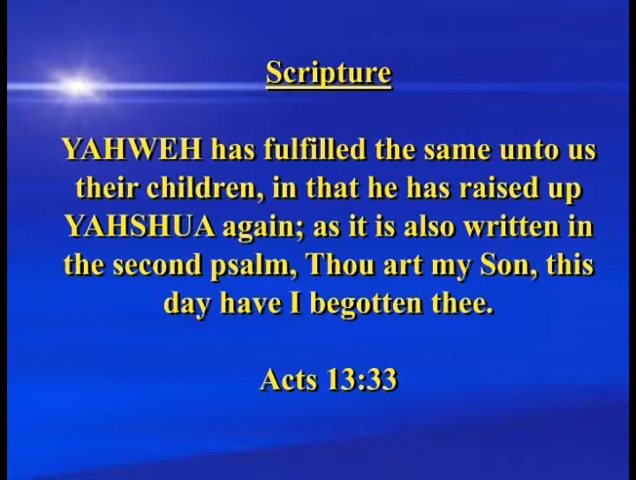 Scripture
YAHWEH has fulfilled the same unto us
their children, in that he has raised up
YAHSHUA again; as it is also written in
the second psalm, Thou art my Son, this
day have I begotten thee.
Acts 13:33